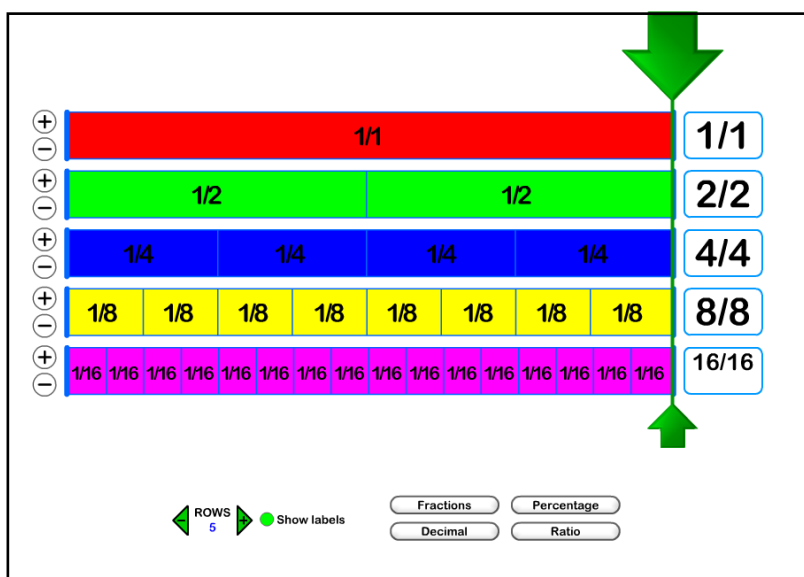 1/1 1/1
1/2 1/2 2/2
1/4 1/4 1/4 1/4 4/4
1/8 1/8 1/8 1/8 1/8 1/8 1/8 1/8 8/8
1/16 1/16 1/16 1/16 1/16 1/16 1/16 1/16 1/16 1/16 1/16 1/16 1/16 1/16 1/16 1/16 16/16
ROWS
5
Show labels
Fractions Percentage
Decimal Ratio